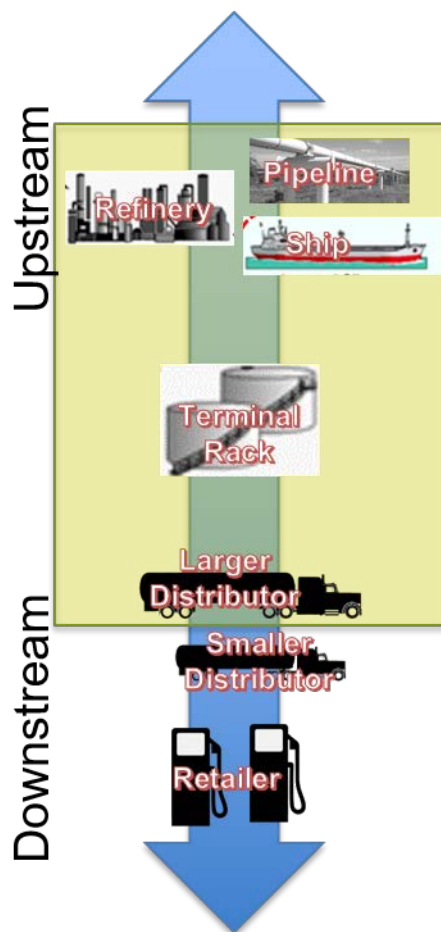 Upstream
Pipeline
Refinery
Ship
Terminal
Rack
Larger
Distributor
Smaller
Distributor
Retailer
Downstream